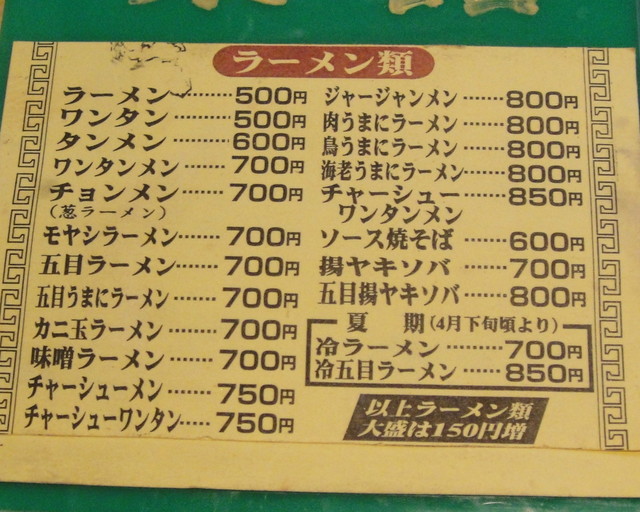 ラーメン類
ラーメン………500円
ワンタン………500円
タンメン………600円
ワンタンメン……700円
チョンメン………700円
(葱ラーメン)
モヤシラーメン……700円
五目ラーメン……700円
五目うまにラーメン……700円
カニ玉ラーメン……700円
味噌ラーメン……700円
チャーシューメン……750円
チャーシューワンタン……750円
ジャージャンメン……800円
肉うまにラーメン……800円
鳥うまにラーメン……800円
海老うまにラーメン……800円
チャーシュー……850円
ワンタンメン
ソース焼そば……600円
揚ヤキソバ……700円
五目揚ヤキソバ……800円
夏 期(4月下旬頃より)
冷ラーメン………700円
冷五目ラーメン……850円
以上ラーメン類
大盛は150円増